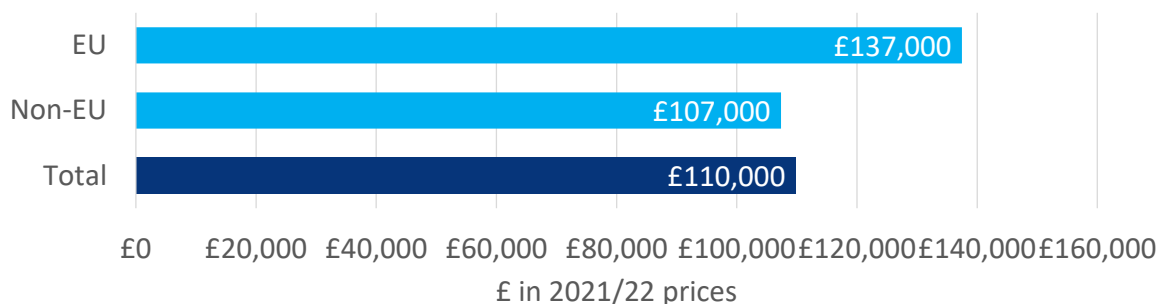 EU £137,000
Non-EU £107,000
Total £110,000
£0 £20,000 £40,000 £60,000 £80,000 £100,000 £120,000 £140,000 £160,000
£ in 2021/22 prices